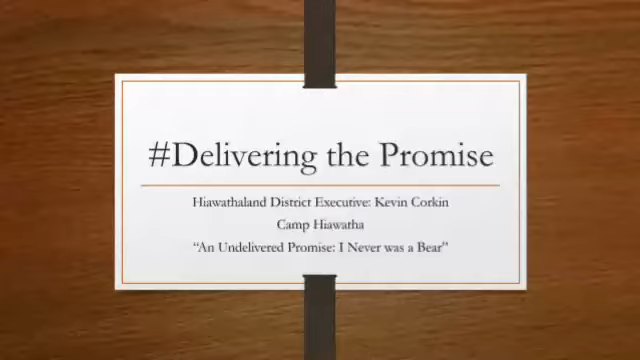 #Delivering the Promise
Hiawathaland District Executive: Kevin Corkin
Camp Hiawatha
“An Undelivered Promise: I Never was a Bear”